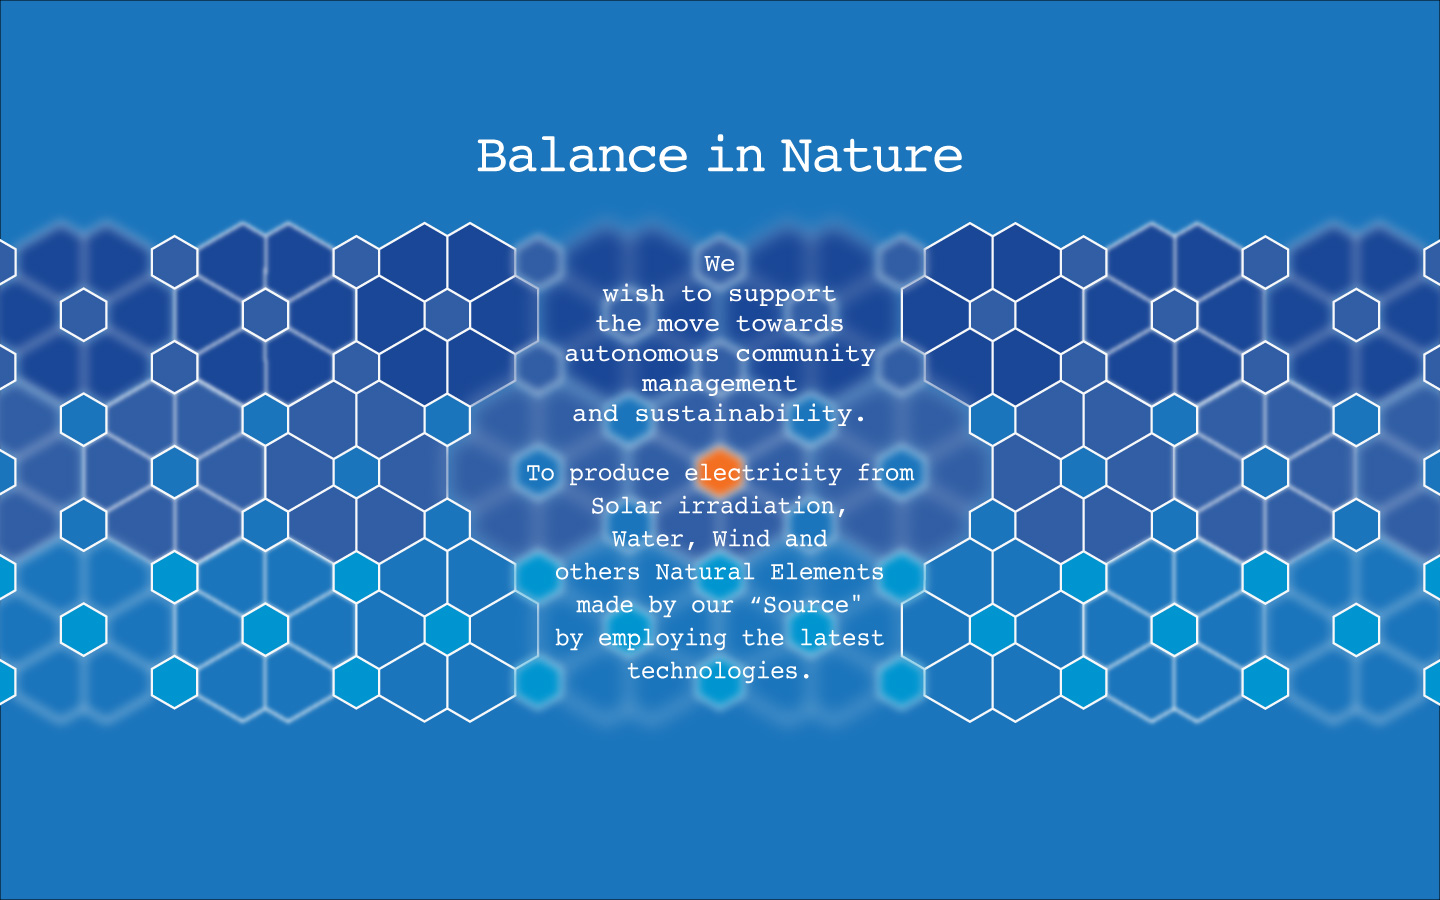 Balance in Nature
We
wish to support
the move towards
autonomous community
management
and sustainability.
To produce electricity from
Solar irradiation,
Water, Wind and
others Natural Elements
made by our “Source"
by employing the latest
technologies.